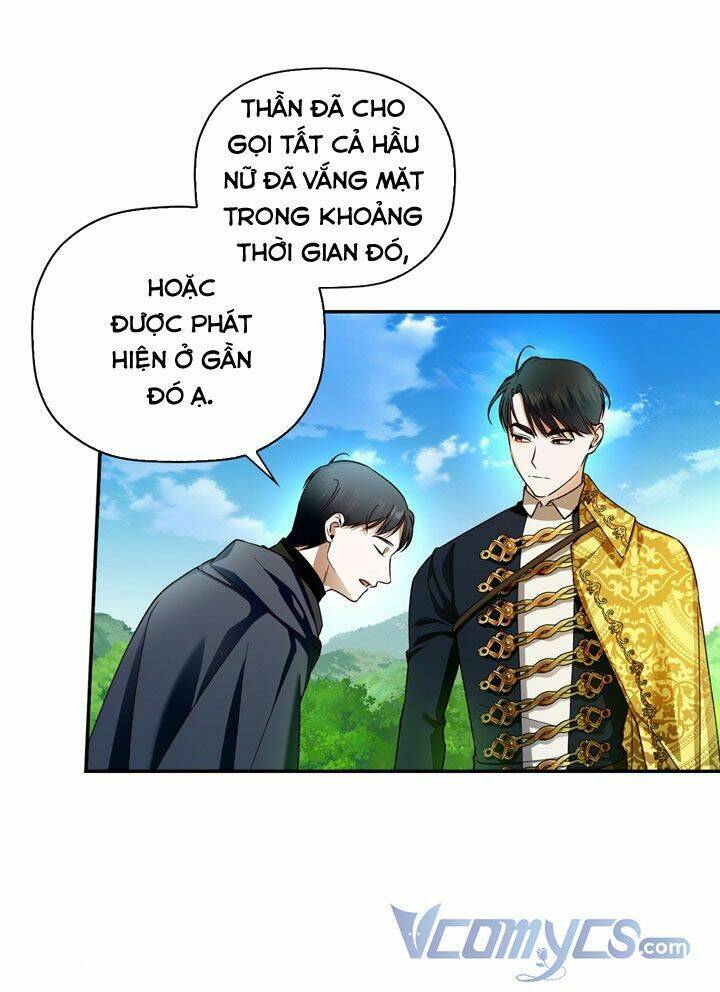 THẦN ĐÃ CHO
GỌI TẤT CẢ HẦU
NỮ ĐÃ VẮNG MẶT
TRONG KHOẢNG
THỜI GIAN ĐÓ,
HOẶC
ĐƯỢC PHÁT
HIỆN Ở GẦN
ĐÓ Ạ.
VCOMYCS.com